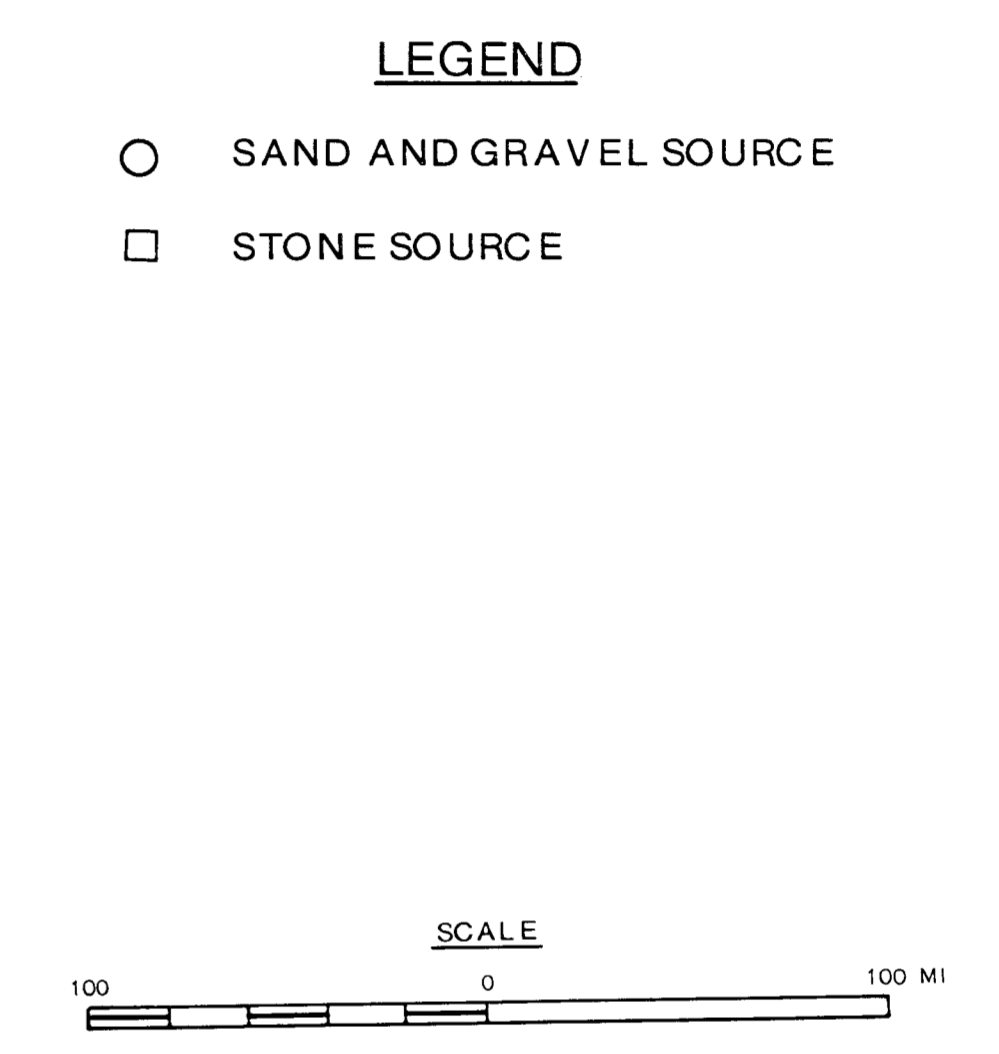 LEGEND
SAND AND GRAVEL SOURCE
STONE SOURCE
SCALE
100 0 100 MI